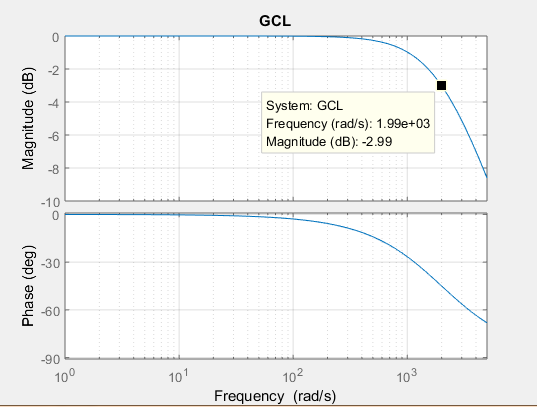 GCL
0
-2
-4
-6
-8
-10
Magnitude (dB)
System: GCL
Frequency (rad/s): 1.99e+03
Magnitude (dB): -2.99
0
-30
-60
-90
Phase (deg)
10^0 10^1 10^2 10^3
Frequency (rad/s)